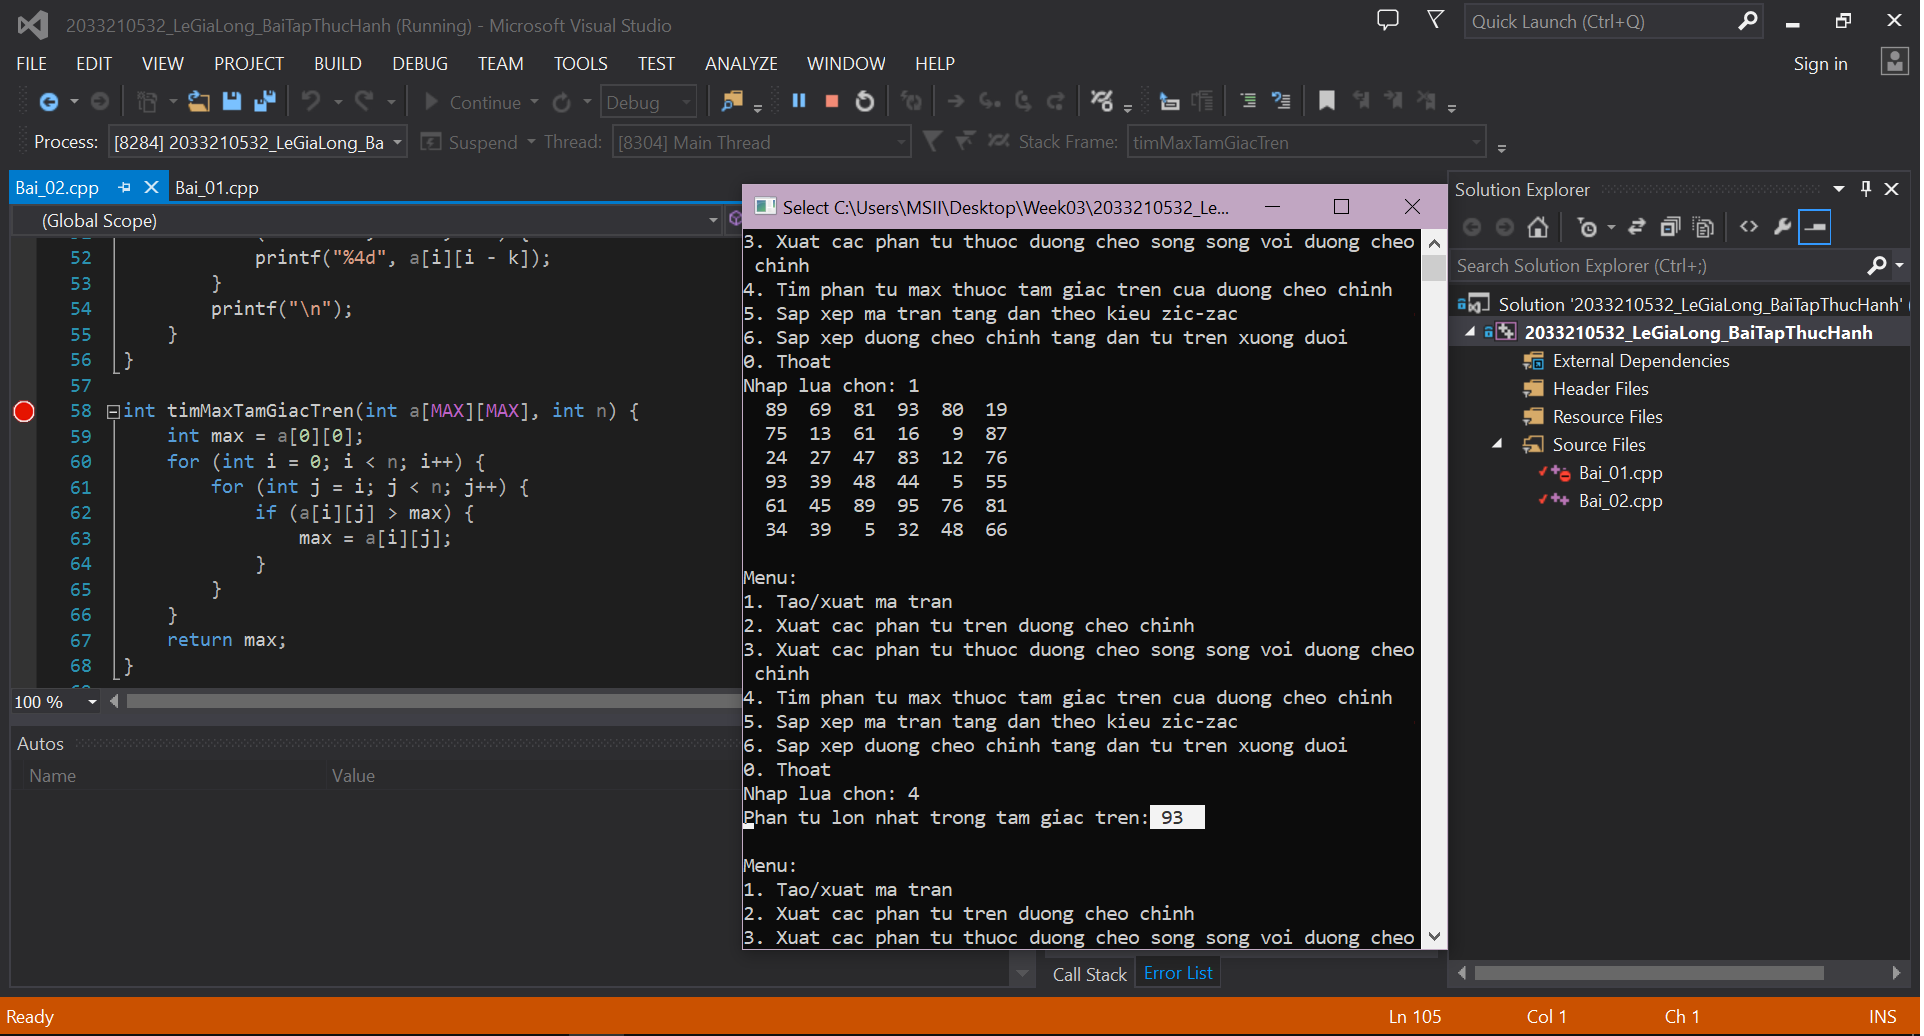 2033210532_LeGiaLong_BaiTapThucHanh (Running) - Microsoft Visual Studio
Quick Launch (Ctrl+Q)
FILE EDIT VIEW PROJECT BUILD DEBUG TEAM TOOLS TEST ANALYZE WINDOW HELP
Sign in
Continue
Debug
Process: [8284] 2033210532_LeGiaLong_Ba Suspend Thread: [8304] Main Thread Stack Frame: timMaxTamGiacTren
Bai_02.cpp Bai_01.cpp
(Global Scope)
52 printf("%4d", a[i][i - k]);
53 }
54 printf("\n");
55 }
56 }
57
58 int timMaxTamGiacTren(int a[MAX][MAX], int n) {
59 int max = a[0][0];
60 for (int i = 0; i < n; i++) {
61 for (int j = i; j < n; j++) {
62 if (a[i][j] > max) {
63 max = a[i][j];
64 }
65 }
66 }
67 return max;
68 }
100 %
Autos
Name Value
Select C:\Users\MSII\Desktop\Week03\2033210532_Le...
3. Xuat cac phan tu thuoc duong cheo song song voi duong cheo
chinh
4. Tim phan tu max thuoc tam giac tren cua duong cheo chinh
5. Sap xep ma tran tang dan theo kieu zic-zac
6. Sap xep duong cheo chinh tang dan tu tren xuong duoi
0. Thoat
Nhap lua chon: 1
89 69 81 93 80 19
75 13 61 16 9 87
24 27 47 83 12 76
93 39 48 44 5 55
61 45 89 95 76 81
34 39 5 32 48 66
Menu:
1. Tao/xuat ma tran
2. Xuat cac phan tu tren duong cheo chinh
3. Xuat cac phan tu thuoc duong cheo song song voi duong cheo
chinh
4. Tim phan tu max thuoc tam giac tren cua duong cheo chinh
5. Sap xep ma tran tang dan theo kieu zic-zac
6. Sap xep duong cheo chinh tang dan tu tren xuong duoi
0. Thoat
Nhap lua chon: 4
Phan tu lon nhat trong tam giac tren: 93
Menu:
1. Tao/xuat ma tran
2. Xuat cac phan tu tren duong cheo chinh
3. Xuat cac phan tu thuoc duong cheo song song voi duong cheo
Call Stack Error List
Solution Explorer
Search Solution Explorer (Ctrl+;)
Solution '2033210532_LeGiaLong_BaiTapThucHanh' (
2033210532_LeGiaLong_BaiTapThucHanh
External Dependencies
Header Files
Resource Files
Source Files
Bai_01.cpp
Bai_02.cpp
Ready Ln 105 Col 1 Ch 1 INS